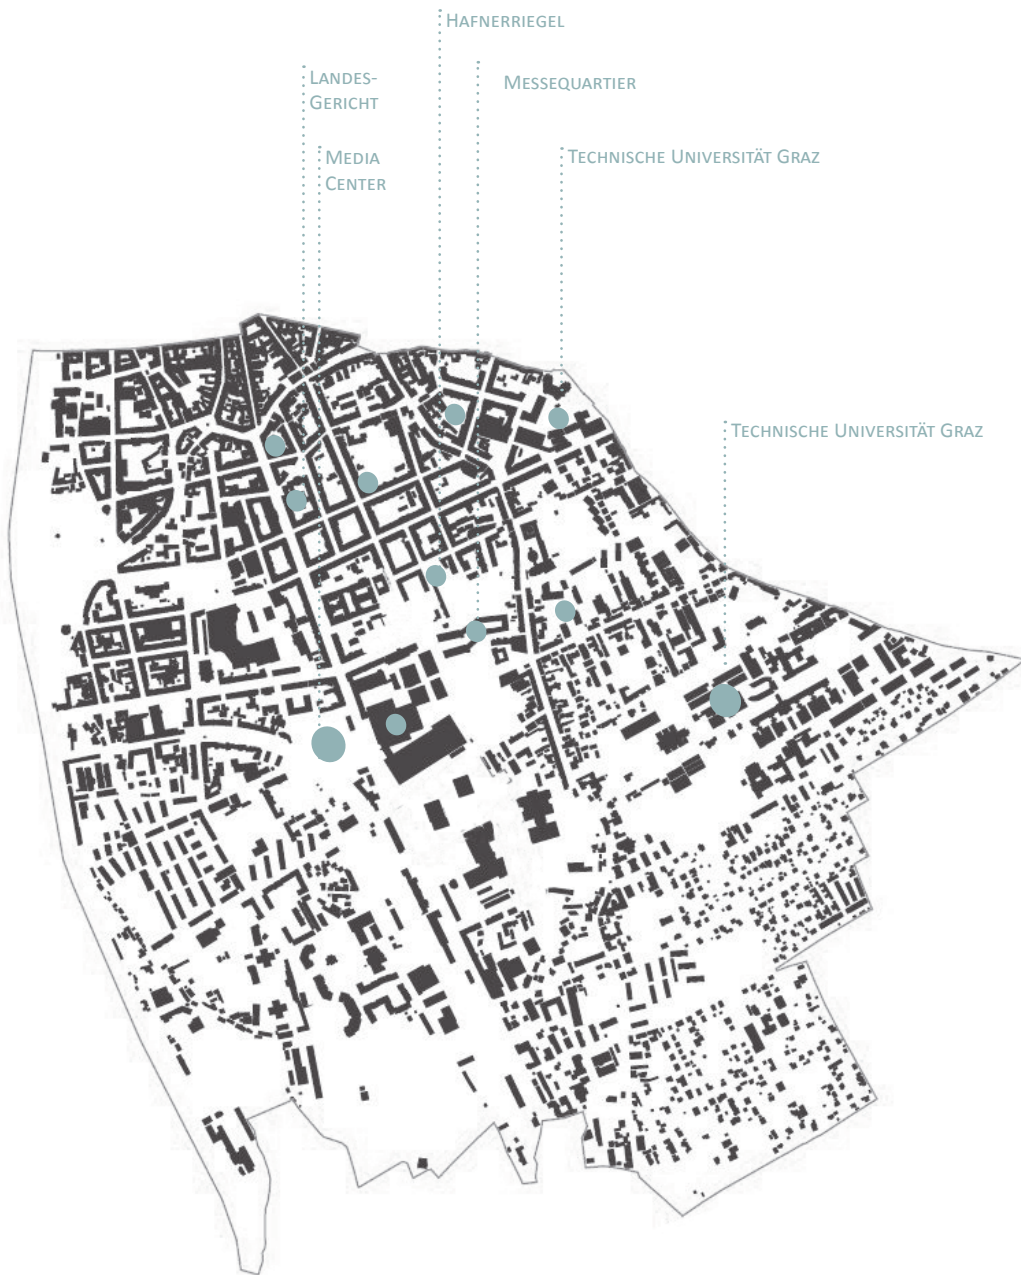 HAFNERRIEGEL
LANDES-
GERICHT
MESSEQUARTIER
MEDIA
CENTER
TECHNISCHE UNIVERSITÄT GRAZ
TECHNISCHE UNIVERSITÄT GRAZ